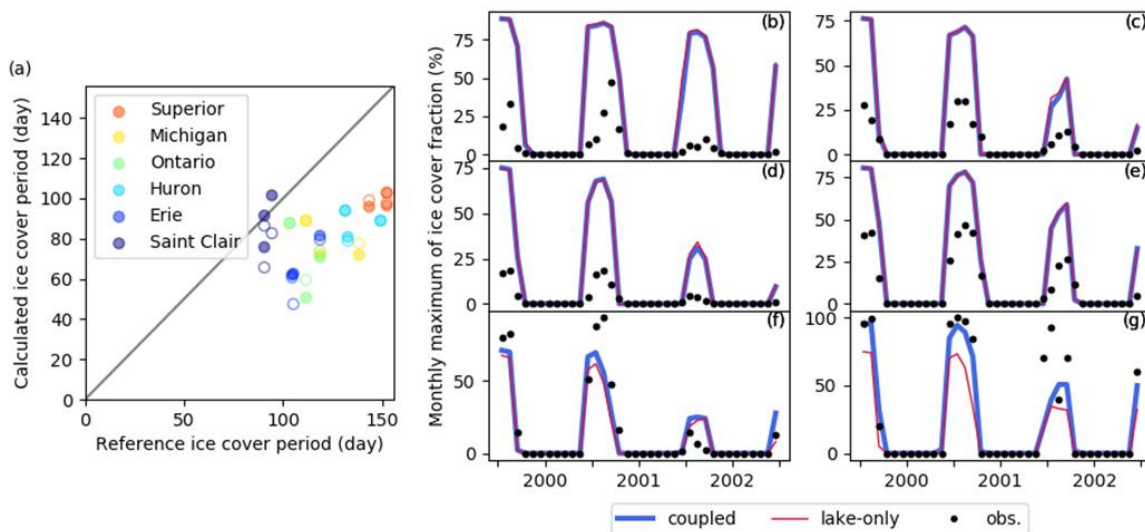 (a)
Calculated ice cover period (day)
140
120
100
80
60
40
20
0
Superior
Michigan
Ontario
Huron
Erie
Saint Clair
0 50 100 150
Reference ice cover period (day)
Monthly maximum of ice cover fraction (%)
(b)
75
50
25
0
(c)
75
50
25
0
(d)
75
50
25
0
(e)
75
50
25
0
(f)
50
0
2000 2001 2002
(g)
100
50
0
2000 2001 2002
coupled lake-only obs.